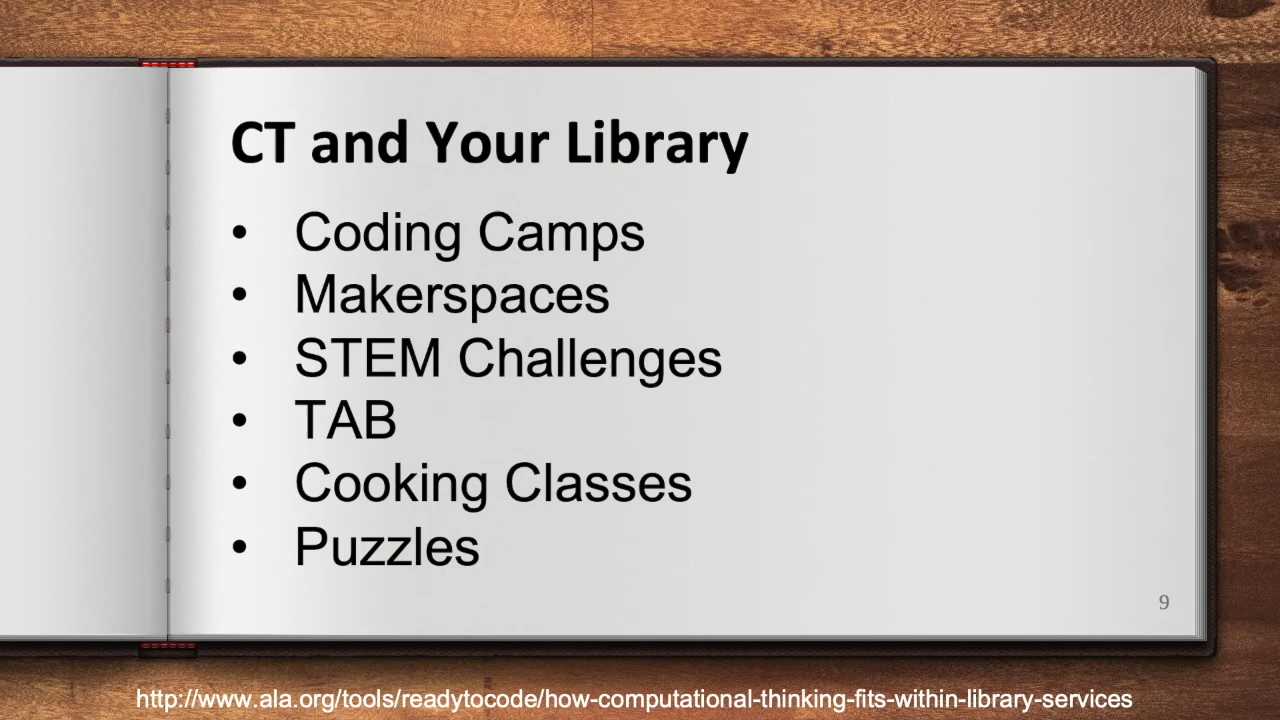 CT and Your Library
• Coding Camps
• Makerspaces
• STEM Challenges
• TAB
• Cooking Classes
• Puzzles
9
http://www.ala.org/tools/readytocode/how-computational-thinking-fits-within-library-services